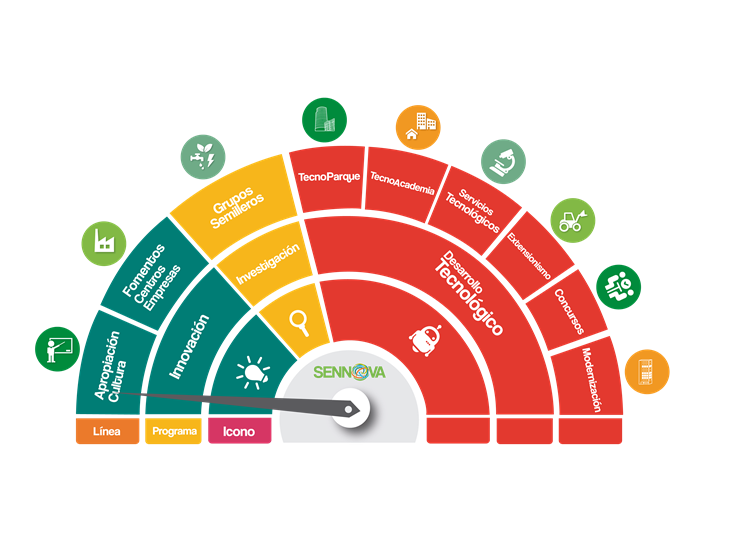 TecnoParque
TecnoAcademia
Servicios
Tecnológicos
Extensionismo
Concursos
Modernización
Grupos
Semilleros
Fomentos
Centros
Empresas
Apropiación
Cultura
Investigación
Innovación
Desarrollo
Tecnológico
SENNOVA
Línea
Programa
Icono